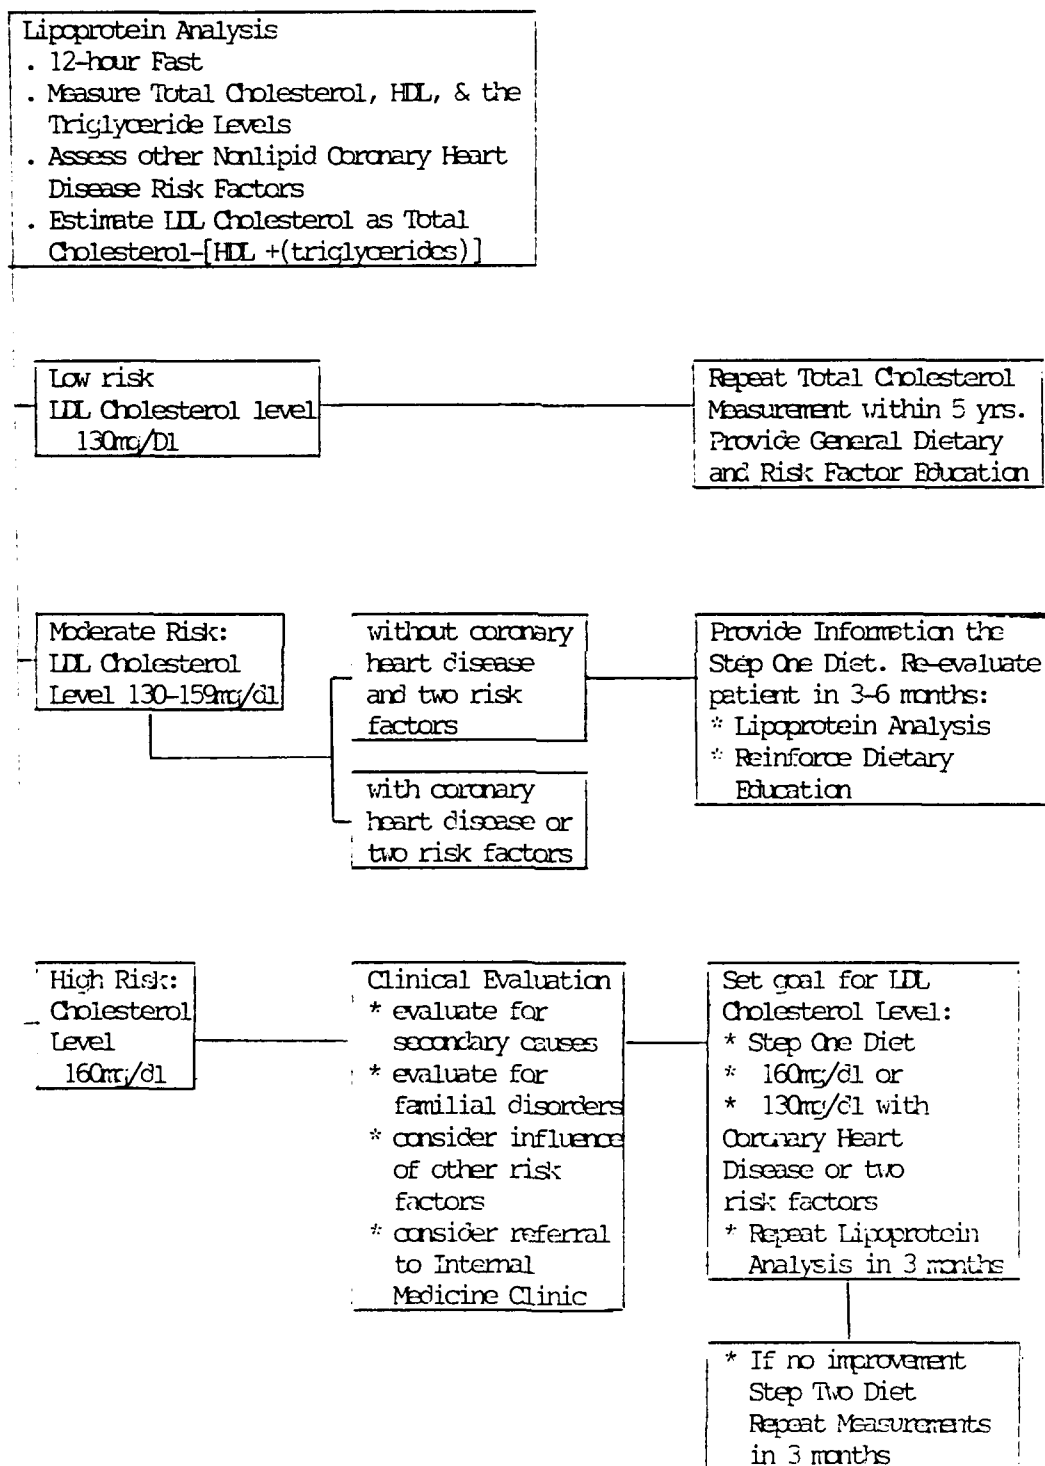 Lipoprotein Analysis
. 12-hour Fast
. Measure Total Cholesterol, HDL, & the
Triglyceride Levels
. Assess other Nonlipid Coronary Heart
Disease Risk Factors
. Estimate LDL Cholesterol as Total
Cholesterol-[HDL +(triglycerides)]
Low risk
LDL Cholesterol level
130mg/Dl
Repeat Total Cholesterol
Measurement within 5 yrs.
Provide General Dietary
and Risk Factor Education
Moderate Risk:
LDL Cholesterol
Level 130-159mg/dl
without coronary
heart disease
and two risk
factors
Provide Information the
Step One Diet. Re-evaluate
patient in 3-6 months:
* Lipoprotein Analysis
* Reinforce Dietary
Education
with coronary
heart disease or
two risk factors
High Risk:
Cholesterol
Level
160mg/dl
Clinical Evaluation
* evaluate for
secondary causes
* evaluate for
familial disorders
* consider influence
of other risk
factors
* consider referral
to Internal
Medicine Clinic
Set goal for LDL
Cholesterol Level:
* Step One Diet
* 160mg/dl or
* 130mg/dl with
Coronary Heart
Disease or two
risk factors
* Repeat Lipoprotein
Analysis in 3 months
* If no improvement
Step Two Diet
Repeat Measurements
in 3 months